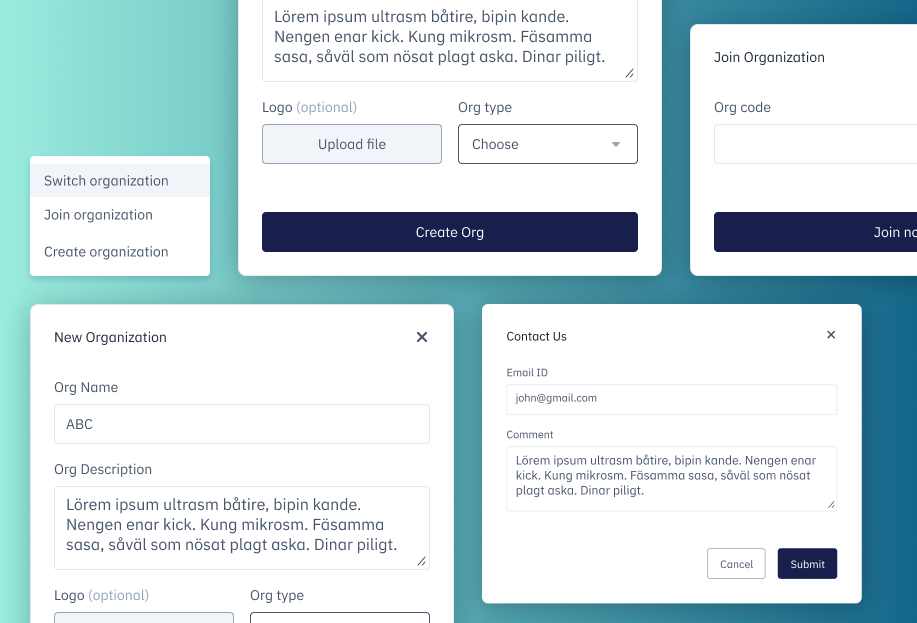 Lörem ipsum ultrasm båtire, bipin kande.
Nengen enar kick. Kung mikrosm. Fäsamma
sasa, såväl som nösat plagt aska. Dinar piligt.
Logo (optional)
Org type
Upload file
Choose
Create Org
Join Organization
Org code
Join
Switch organization
Join organization
Create organization
New Organization
Org Name
ABC
Org Description
Lörem ipsum ultrasm båtire, bipin kande.
Nengen enar kick. Kung mikrosm. Fäsamma
sasa, såväl som nösat plagt aska. Dinar piligt.
Logo (optional)
Org type
Contact Us
Email ID
john@gmail.com
Comment
Lörem ipsum ultrasm båtire, bipin kande. Nengen enar
kick. Kung mikrosm. Fäsamma sasa, såväl som nösat
plagt aska. Dinar piligt.
Cancel
Submit